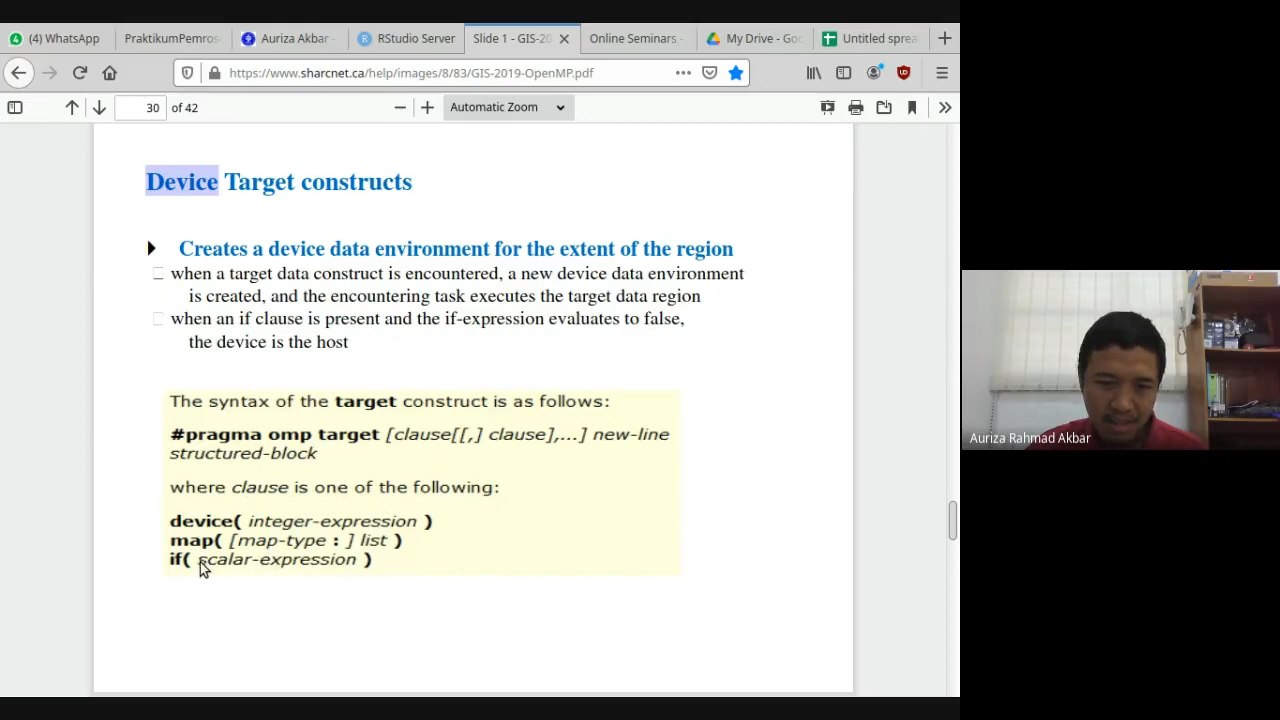 (4) WhatsApp
PraktikumPemros
Auriza Akbar -
RStudio Server
Slide 1 - GIS-20
Online Seminars -
My Drive - Goo
Untitled sprea
https://www.sharcnet.ca/help/images/8/83/GIS-2019-OpenMP.pdf
30 of 42
Automatic Zoom
Device Target constructs
Creates a device data environment for the extent of the region
when a target data construct is encountered, a new device data environment
is created, and the encountering task executes the target data region
when an if clause is present and the if-expression evaluates to false,
the device is the host
The syntax of the target construct is as follows:
#pragma omp target [clause[[,] clause],...] new-line
structured-block
where clause is one of the following:
device( integer-expression )
map( [map-type : ] list )
if( scalar-expression )
Auriza Rahmad Akbar